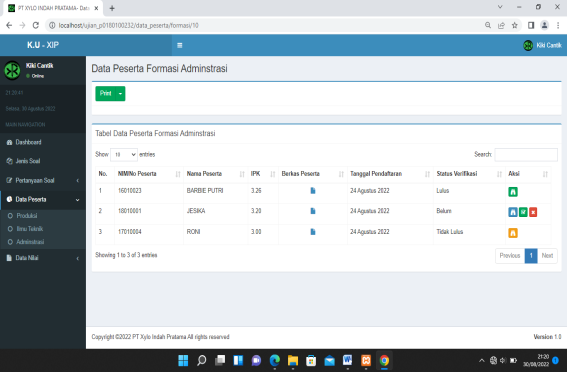 PT XYLO INDAH PRATAMA- Data
localhost/ujian_p0180100232/data_peserta/formasi/10
K.U - XIP
Kiki Cantik
Kiki Cantik
Online
Selasa, 30 Agustus 2022
MAIN NAVIGATION
Dashboard
Jenis Soal
Pertanyaan Soal
Data Peserta
Produksi
Ilmu Teknik
Adminstrasi
Data Nilai
Data Peserta Formasi Adminstrasi
Print
Tabel Data Peserta Formasi Adminstrasi
Show 10 entries Search:
No. NIM/No Peserta Nama Peserta IPK Berkas Peserta Tanggal Pendaftaran Status Verifikasi Aksi
1 16010023 BARBIE PUTRI 3.26 24 Agustus 2022 Lulus
2 18010001 JESIKA 3.20 24 Agustus 2022 Belum
3 17010004 RONI 3.00 24 Agustus 2022 Tidak Lulus
Showing 1 to 3 of 3 entries Previous 1 Next
Copyright ©2022 PT Xylo Indah Pratama All rights reserved Version 1.0
21:20
30/08/2022